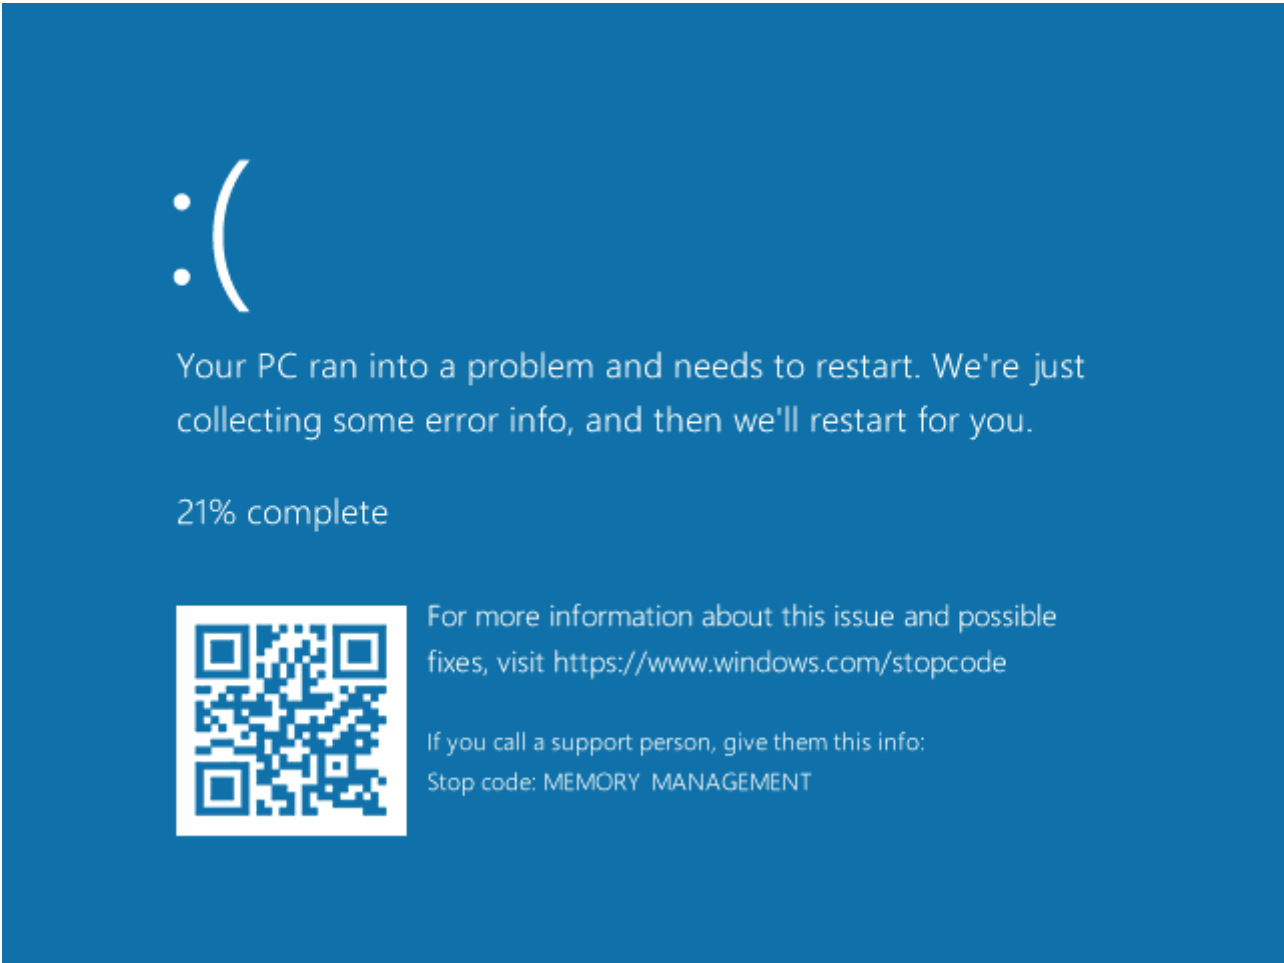 :(
Your PC ran into a problem and needs to restart. We're just
collecting some error info, and then we'll restart for you.
21% complete
For more information about this issue and possible
fixes, visit https://www.windows.com/stopcode
If you call a support person, give them this info:
Stop code: MEMORY MANAGEMENT